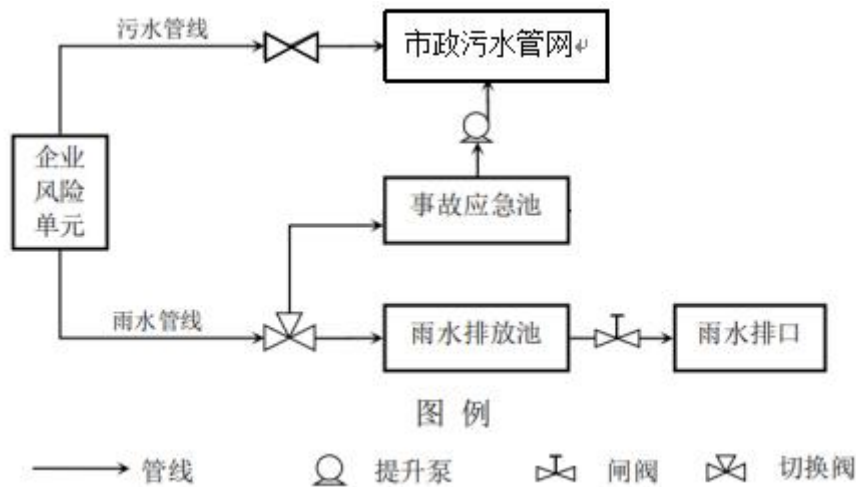 污水管线
市政污水管网
企业
风险
单元
事故应急池
雨水管线
雨水排放池
雨水排口
图 例
管线
提升泵
闸阀
切换阀